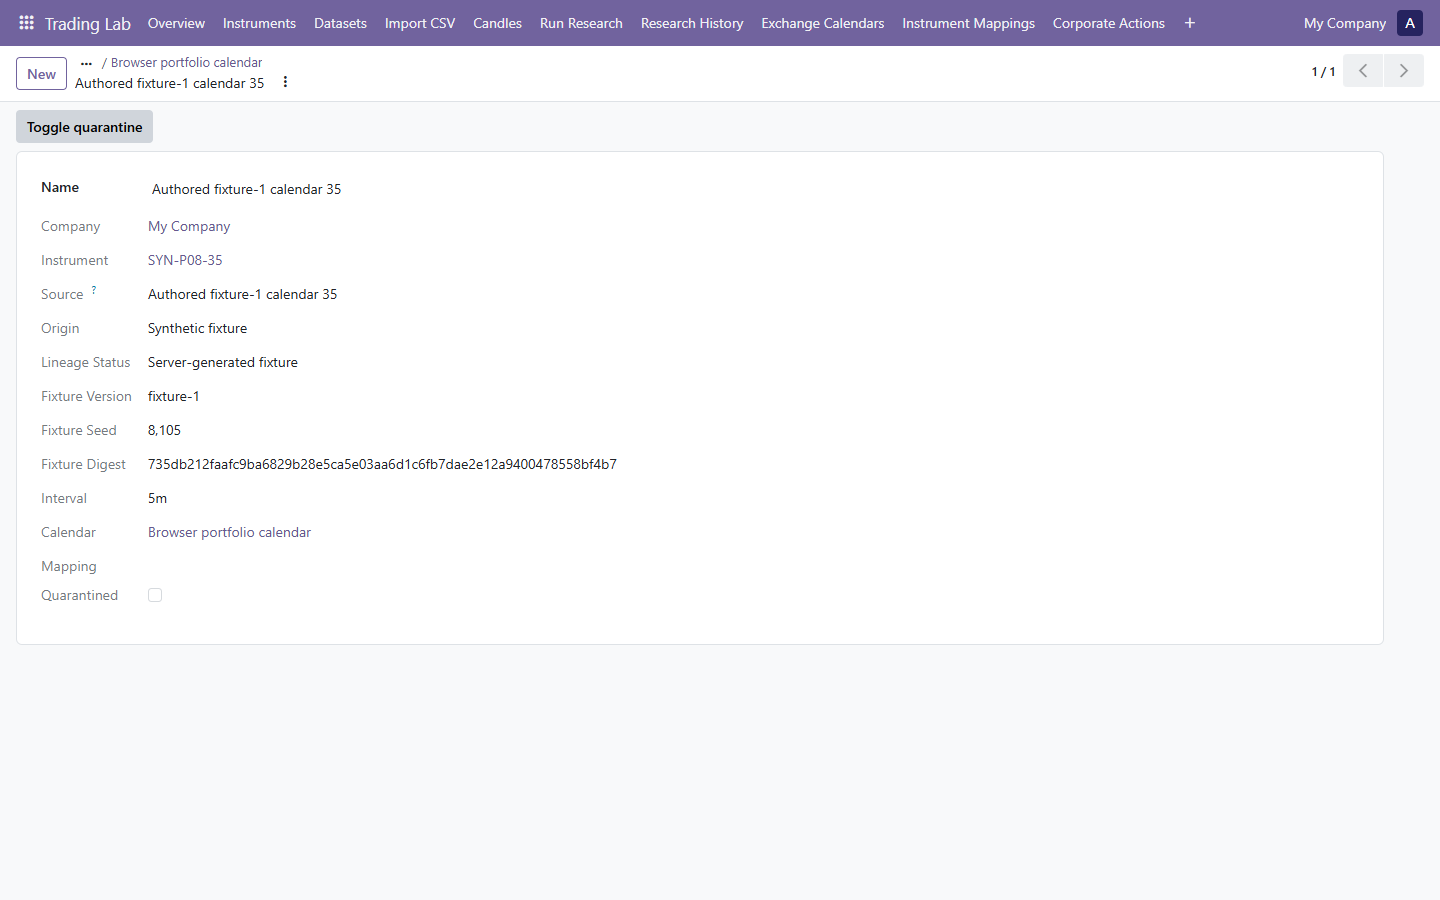 Trading Lab Overview Instruments Datasets Import CSV Candles Run Research Research History Exchange Calendars Instrument Mappings Corporate Actions + My Company A
New ... / Browser portfolio calendar
Authored fixture-1 calendar 35
1 / 1
Toggle quarantine
Name Authored fixture-1 calendar 35
Company My Company
Instrument SYN-P08-35
Source ? Authored fixture-1 calendar 35
Origin Synthetic fixture
Lineage Status Server-generated fixture
Fixture Version fixture-1
Fixture Seed 8,105
Fixture Digest 735db212faafc9ba6829b28e5ca5e03aa6d1c6fb7dae2e12a9400478558bf4b7
Interval 5m
Calendar Browser portfolio calendar
Mapping
Quarantined